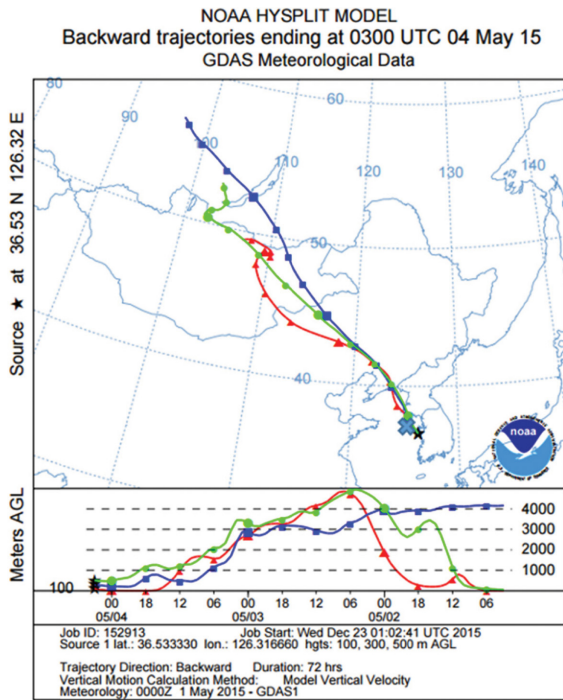 NOAA HYSPLIT MODEL
Backward trajectories ending at 0300 UTC 04 May 15
GDAS Meteorological Data
Source ★ at 36.53 N 126.32 E
80
90
100
110
60
120
130
140
50
40
noaa
Meters AGL
4000
3000
2000
1000
100
00 18 12 06 00 18 12 06 00 18 12 06
05/04 05/03 05/02
Job ID: 152913 Job Start: Wed Dec 23 01:02:41 UTC 2015
Source 1 lat.: 36.533330 lon.: 126.316660 hgts: 100, 300, 500 m AGL
Trajectory Direction: Backward Duration: 72 hrs
Vertical Motion Calculation Method: Model Vertical Velocity
Meteorology: 0000Z 1 May 2015 - GDAS1